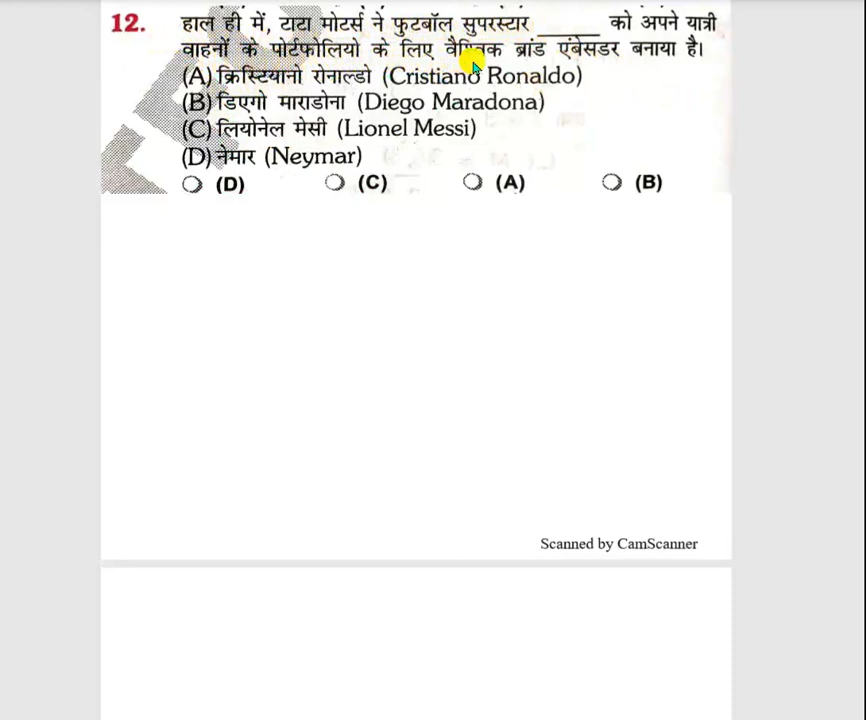 12. हाल ही में, टाटा मोटर्स ने फुटबॉल सुपरस्टार ______ को अपने यात्री
वाहनों के पोर्टफोलियो के लिए वैश्विक ब्रांड एंबेसडर बनाया है।
(A) क्रिस्टियानो रोनाल्डो (Cristiano Ronaldo)
(B) डिएगो माराडोना (Diego Maradona)
(C) लियोनेल मेसी (Lionel Messi)
(D) नेमार (Neymar)
(D) (C) (A) (B)
Scanned by CamScanner